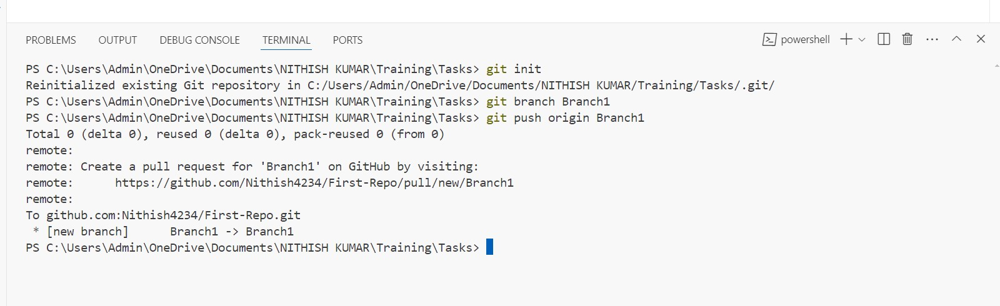 PROBLEMS OUTPUT DEBUG CONSOLE TERMINAL PORTS powershell
PS C:\Users\Admin\OneDrive\Documents\NITHISH KUMAR\Training\Tasks> git init
Reinitialized existing Git repository in C:/Users/Admin/OneDrive/Documents/NITHISH KUMAR/Training/Tasks/.git/
PS C:\Users\Admin\OneDrive\Documents\NITHISH KUMAR\Training\Tasks> git branch Branch1
PS C:\Users\Admin\OneDrive\Documents\NITHISH KUMAR\Training\Tasks> git push origin Branch1
Total 0 (delta 0), reused 0 (delta 0), pack-reused 0 (from 0)
remote:
remote: Create a pull request for 'Branch1' on GitHub by visiting:
remote:      https://github.com/Nithish4234/First-Repo/pull/new/Branch1
remote:
To github.com:Nithish4234/First-Repo.git
 * [new branch]      Branch1 -> Branch1
PS C:\Users\Admin\OneDrive\Documents\NITHISH KUMAR\Training\Tasks>